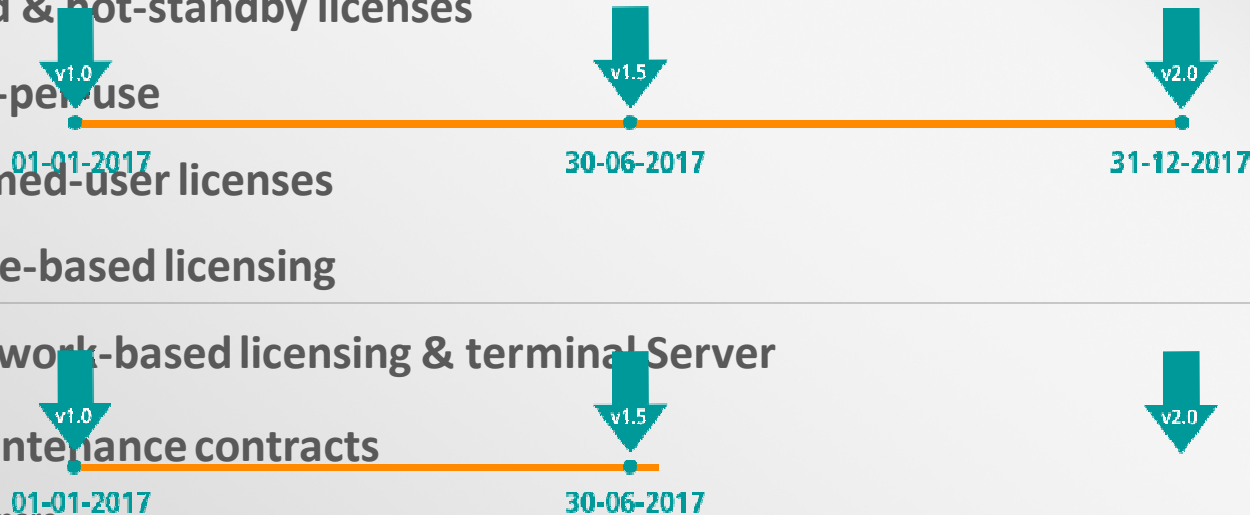 & hot-standby licenses
v1.0 v1.5 v2.0
-per-use
01-01-2017 30-06-2017 31-12-2017
med-user licenses
e-based licensing
work-based licensing & terminal Server
v1.0 v1.5 v2.0
ntenance contracts
01-01-2017 30-06-2017